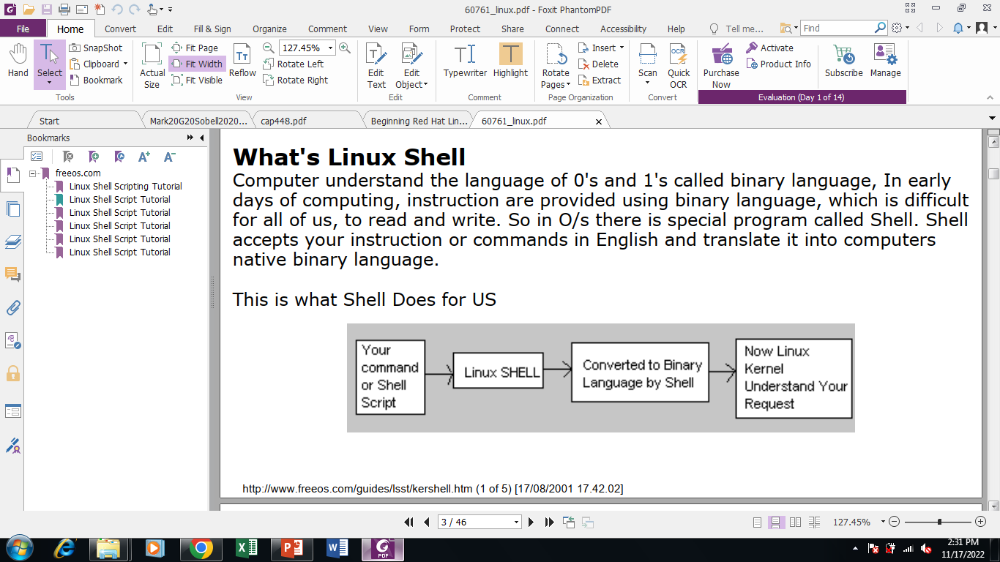 60761_linux.pdf - Foxit PhantomPDF
File Home Convert Edit Fill & Sign Organize Comment View Form Protect Share Connect Accessibility Help Tell me... Find
Hand
Select
SnapShot
Clipboard
Bookmark
Tools
Actual
Size
Fit Page
Fit Width
Fit Visible
Reflow
127.45%
Rotate Left
Rotate Right
View
Edit
Text
Edit
Object
Edit
Typewriter
Highlight
Comment
Rotate
Pages
Insert
Delete
Extract
Page Organization
Scan
Quick
OCR
Convert
Purchase
Now
Activate
Product Info
Subscribe
Manage
Evaluation (Day 1 of 14)
Start Mark20G20Sobell2020... cap448.pdf Beginning Red Hat Lin... 60761_linux.pdf
Bookmarks
freeos.com
Linux Shell Scripting Tutorial
Linux Shell Script Tutorial
Linux Shell Script Tutorial
Linux Shell Script Tutorial
Linux Shell Script Tutorial
Linux Shell Script Tutorial
What's Linux Shell
Computer understand the language of 0's and 1's called binary language, In early
days of computing, instruction are provided using binary language, which is difficult
for all of us, to read and write. So in O/s there is special program called Shell. Shell
accepts your instruction or commands in English and translate it into computers
native binary language.
This is what Shell Does for US
Your
command
or Shell
Script
Linux SHELL
Converted to Binary
Language by Shell
Now Linux
Kernel
Understand Your
Request
http://www.freeos.com/guides/lsst/kershell.htm (1 of 5) [17/08/2001 17.42.02]
3 / 46
127.45%
2:31 PM
11/17/2022